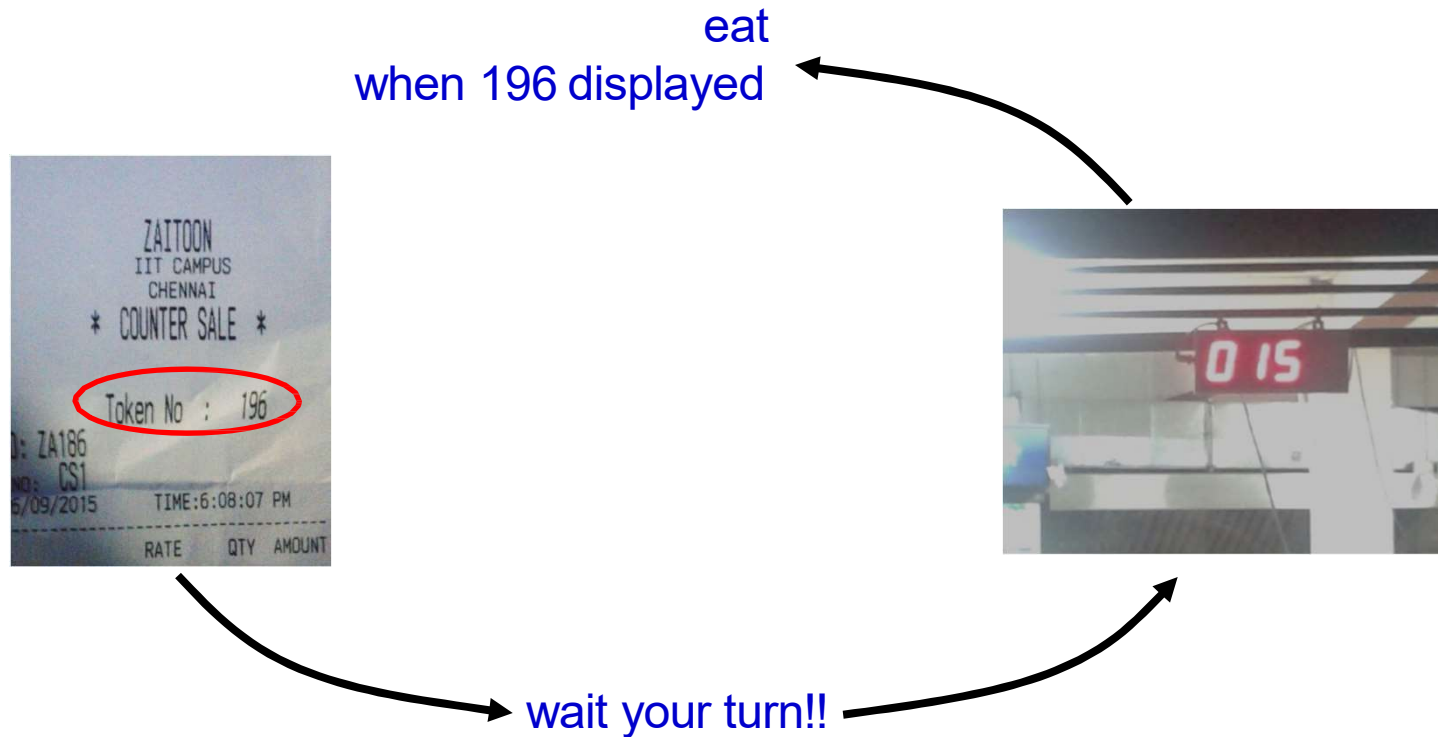 eat
when 196 displayed
ZAITOON
IIT CAMPUS
CHENNAI
* COUNTER SALE *
Token No : 196
: ZA186
NO: CS1
6/09/2015 TIME:6:08:07 PM
RATE QTY AMOUNT
015
wait your turn!!